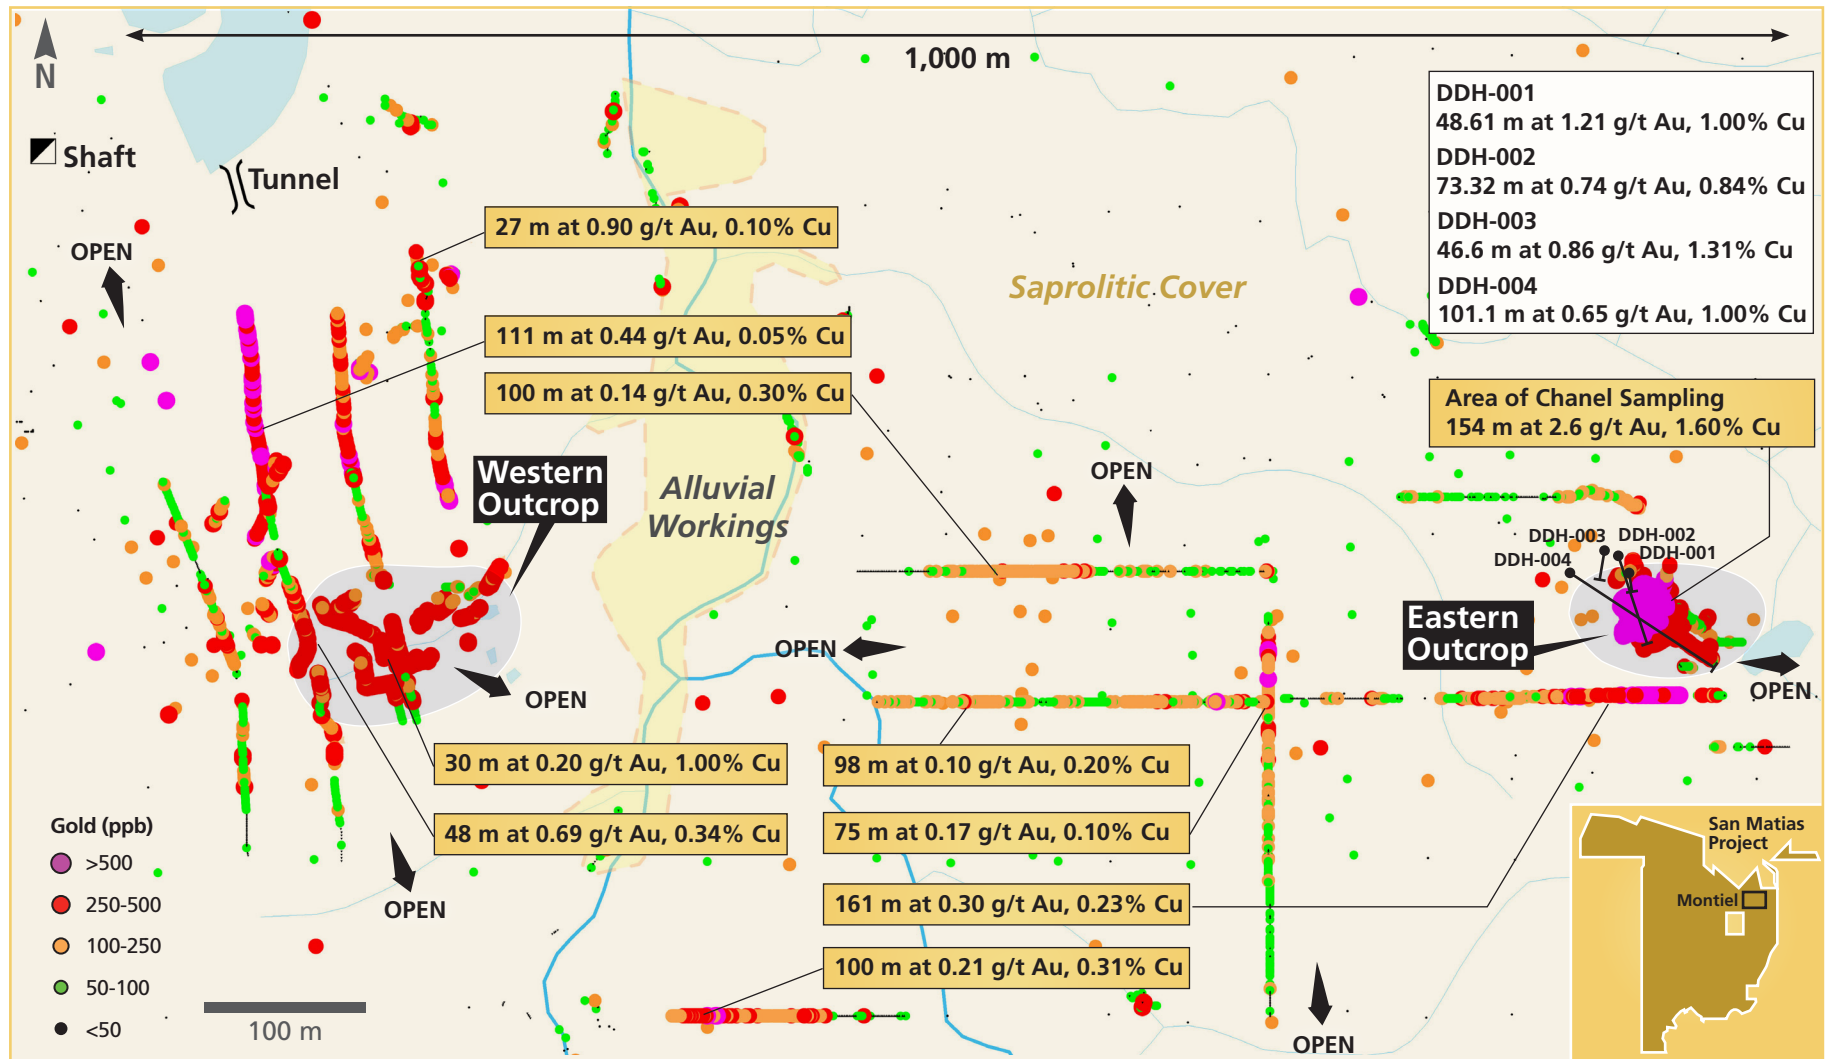 1,000 m
N
Shaft
Tunnel
OPEN
DDH-001
48.61 m at 1.21 g/t Au, 1.00% Cu
DDH-002
73.32 m at 0.74 g/t Au, 0.84% Cu
DDH-003
46.6 m at 0.86 g/t Au, 1.31% Cu
DDH-004
101.1 m at 0.65 g/t Au, 1.00% Cu
27 m at 0.90 g/t Au, 0.10% Cu
Saprolitic Cover
111 m at 0.44 g/t Au, 0.05% Cu
100 m at 0.14 g/t Au, 0.30% Cu
Area of Chanel Sampling
154 m at 2.6 g/t Au, 1.60% Cu
Western
Outcrop
Alluvial
Workings
OPEN
DDH-003
DDH-002
DDH-001
DDH-004
Eastern
Outcrop
OPEN
OPEN
OPEN
30 m at 0.20 g/t Au, 1.00% Cu
98 m at 0.10 g/t Au, 0.20% Cu
48 m at 0.69 g/t Au, 0.34% Cu
75 m at 0.17 g/t Au, 0.10% Cu
161 m at 0.30 g/t Au, 0.23% Cu
100 m at 0.21 g/t Au, 0.31% Cu
OPEN
OPEN
Gold (ppb)
>500
250-500
100-250
50-100
<50
100 m
San Matias
Project
Montiel